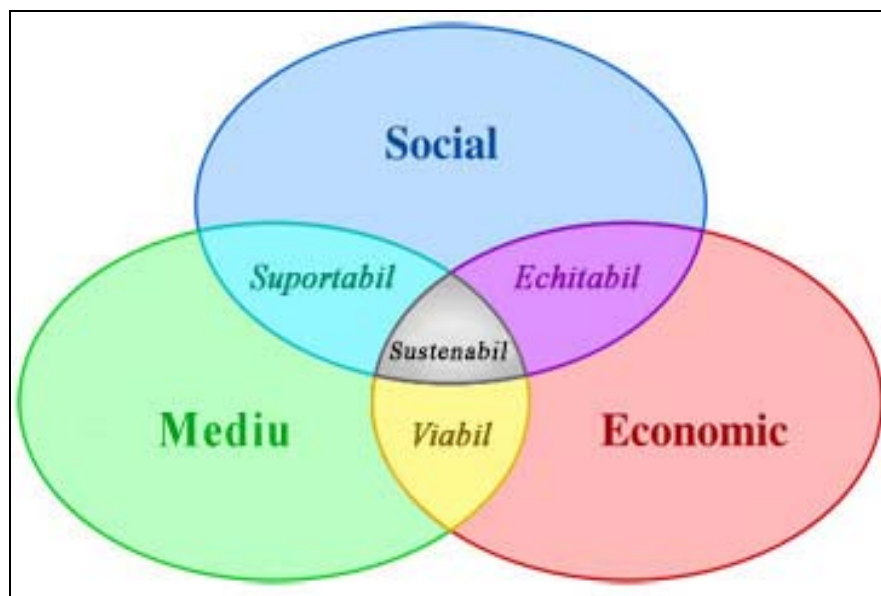 Social
Suportabil
Echitabil
Sustenabil
Mediu
Viabil
Economic